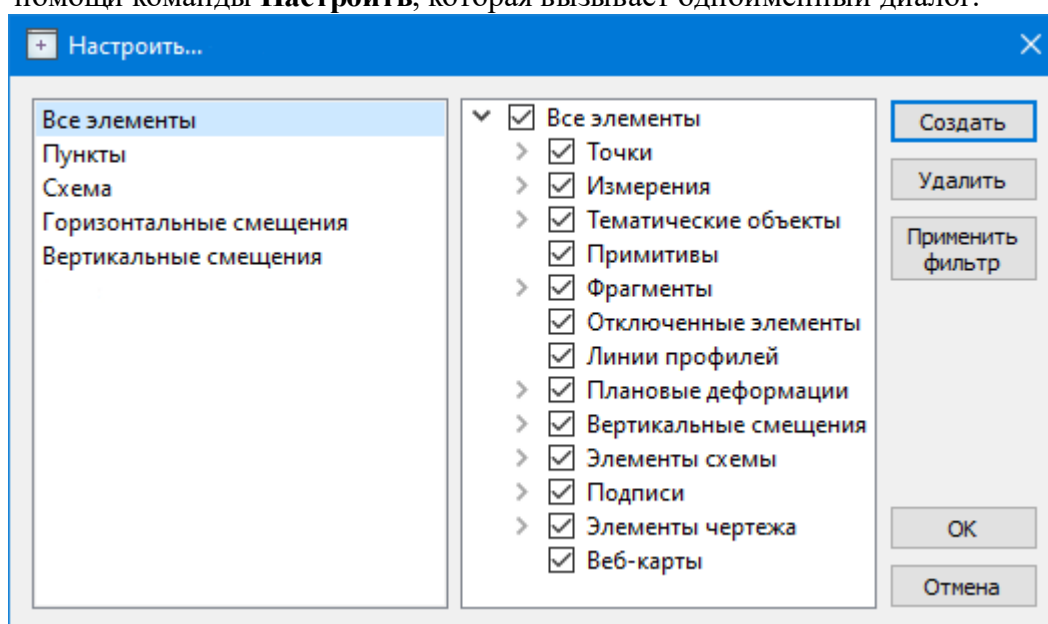 помощи команды Настроить, которая вызывает одноименный диалог.
Настроить...
Все элементы
Пункты
Схема
Горизонтальные смещения
Вертикальные смещения
Все элементы
Точки
Измерения
Тематические объекты
Примитивы
Фрагменты
Отключенные элементы
Линии профилей
Плановые деформации
Вертикальные смещения
Элементы схемы
Подписи
Элементы чертежа
Веб-карты
Создать
Удалить
Применить
фильтр
OK
Отмена